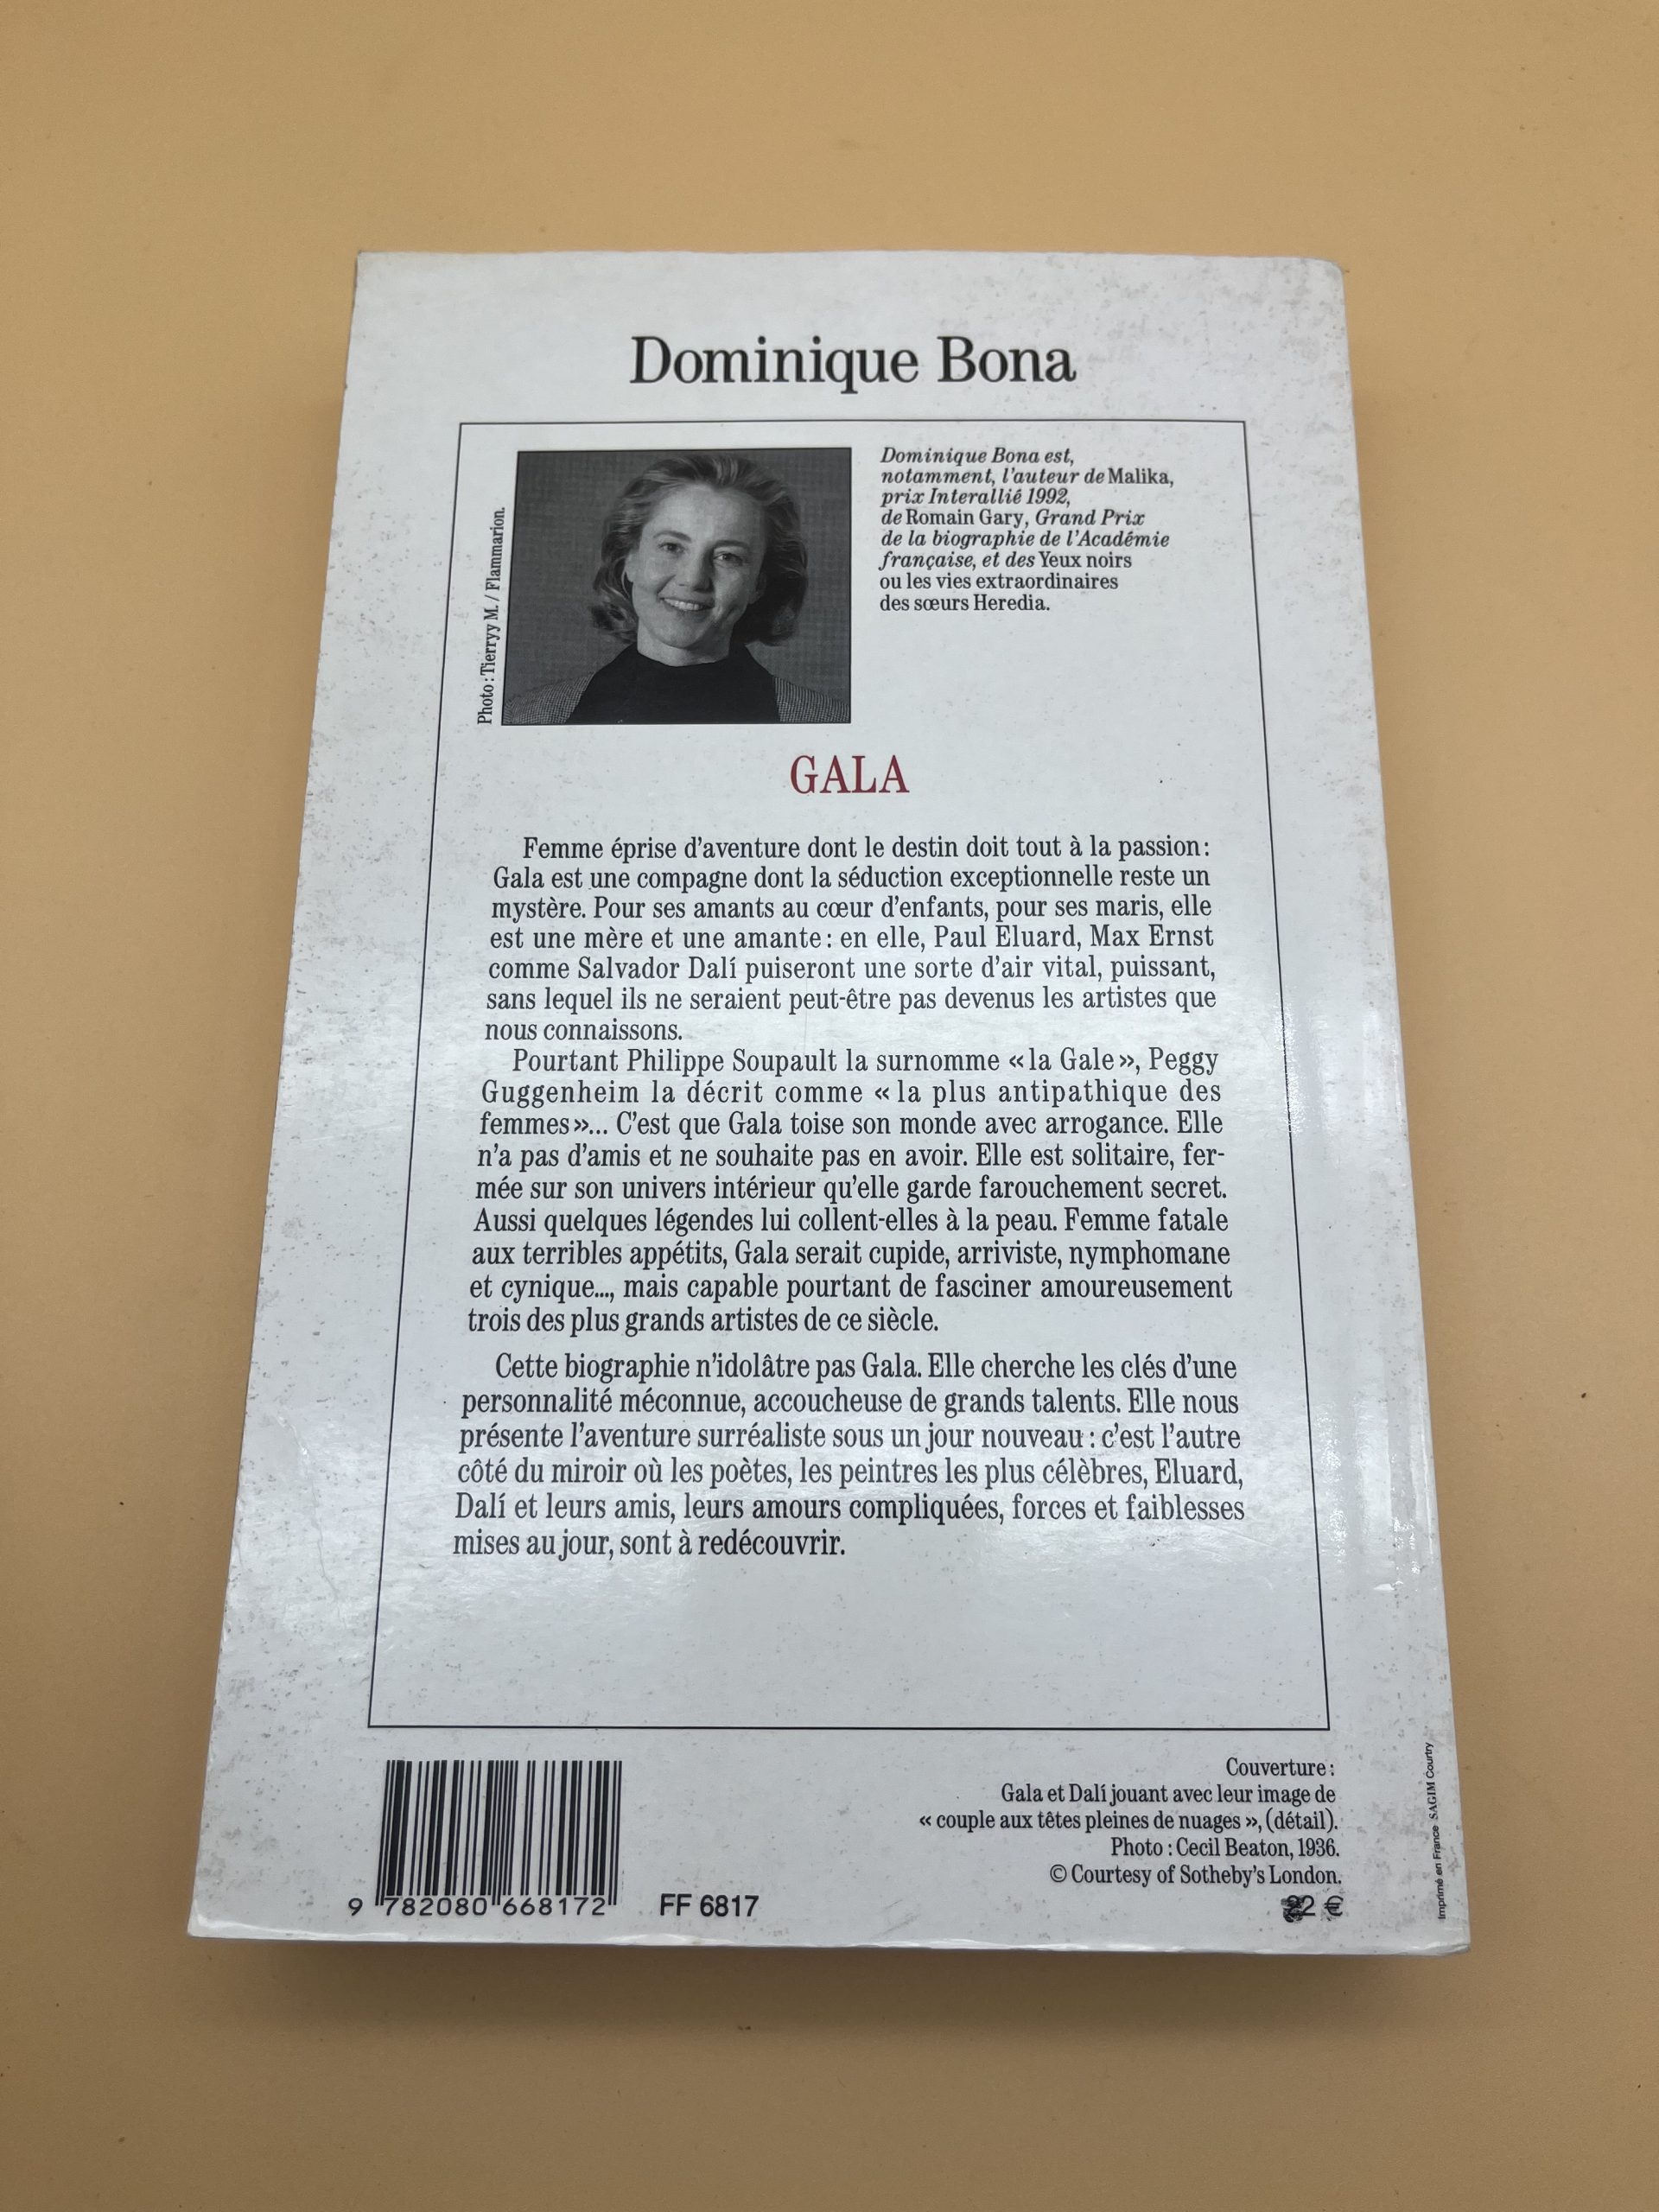 Dominique Bona
Dominique Bona est,
notamment, l'auteur de Malika,
prix Interallié 1992,
de Romain Gary, Grand Prix
de la biographie de l'Académie
française, et des Yeux noirs
ou les vies extraordinaires
des sœurs Heredia.
Photo : Tierryy M. / Flammarion.
GALA
Femme éprise d'aventure dont le destin doit tout à la passion :
Gala est une compagne dont la séduction exceptionnelle reste un
mystère. Pour ses amants au cœur d'enfants, pour ses maris, elle
est une mère et une amante : en elle, Paul Éluard, Max Ernst
comme Salvador Dalí puiseront une sorte d'air vital, puissant,
sans lequel ils ne seraient peut-être pas devenus les artistes que
nous connaissons.
Pourtant Philippe Soupault la surnomme « la Gale », Peggy
Guggenheim la décrit comme « la plus antipathique des
femmes »... C'est que Gala toise son monde avec arrogance. Elle
n'a pas d'amis et ne souhaite pas en avoir. Elle est solitaire, fer-
mée sur son univers intérieur qu'elle garde farouchement secret.
Aussi quelques légendes lui collent-elles à la peau. Femme fatale
aux terribles appétits, Gala serait cupide, arriviste, nymphomane
et cynique..., mais capable pourtant de fasciner amoureusement
trois des plus grands artistes de ce siècle.
Cette biographie n'idolâtre pas Gala. Elle cherche les clés d'une
personnalité méconnue, accoucheuse de grands talents. Elle nous
présente l'aventure surréaliste sous un jour nouveau : c'est l'autre
côté du miroir où les poètes, les peintres les plus célèbres, Eluard,
Dalí et leurs amis, leurs amours compliquées, forces et faiblesses
mises au jour, sont à redécouvrir.
Couverture :
Gala et Dalí jouant avec leur image de
« couple aux têtes pleines de nuages », (détail).
Photo : Cecil Beaton, 1936.
© Courtesy of Sotheby's London.
9 782080 668172
FF 6817
22 €
Imprimé en France SAGIM Courtry